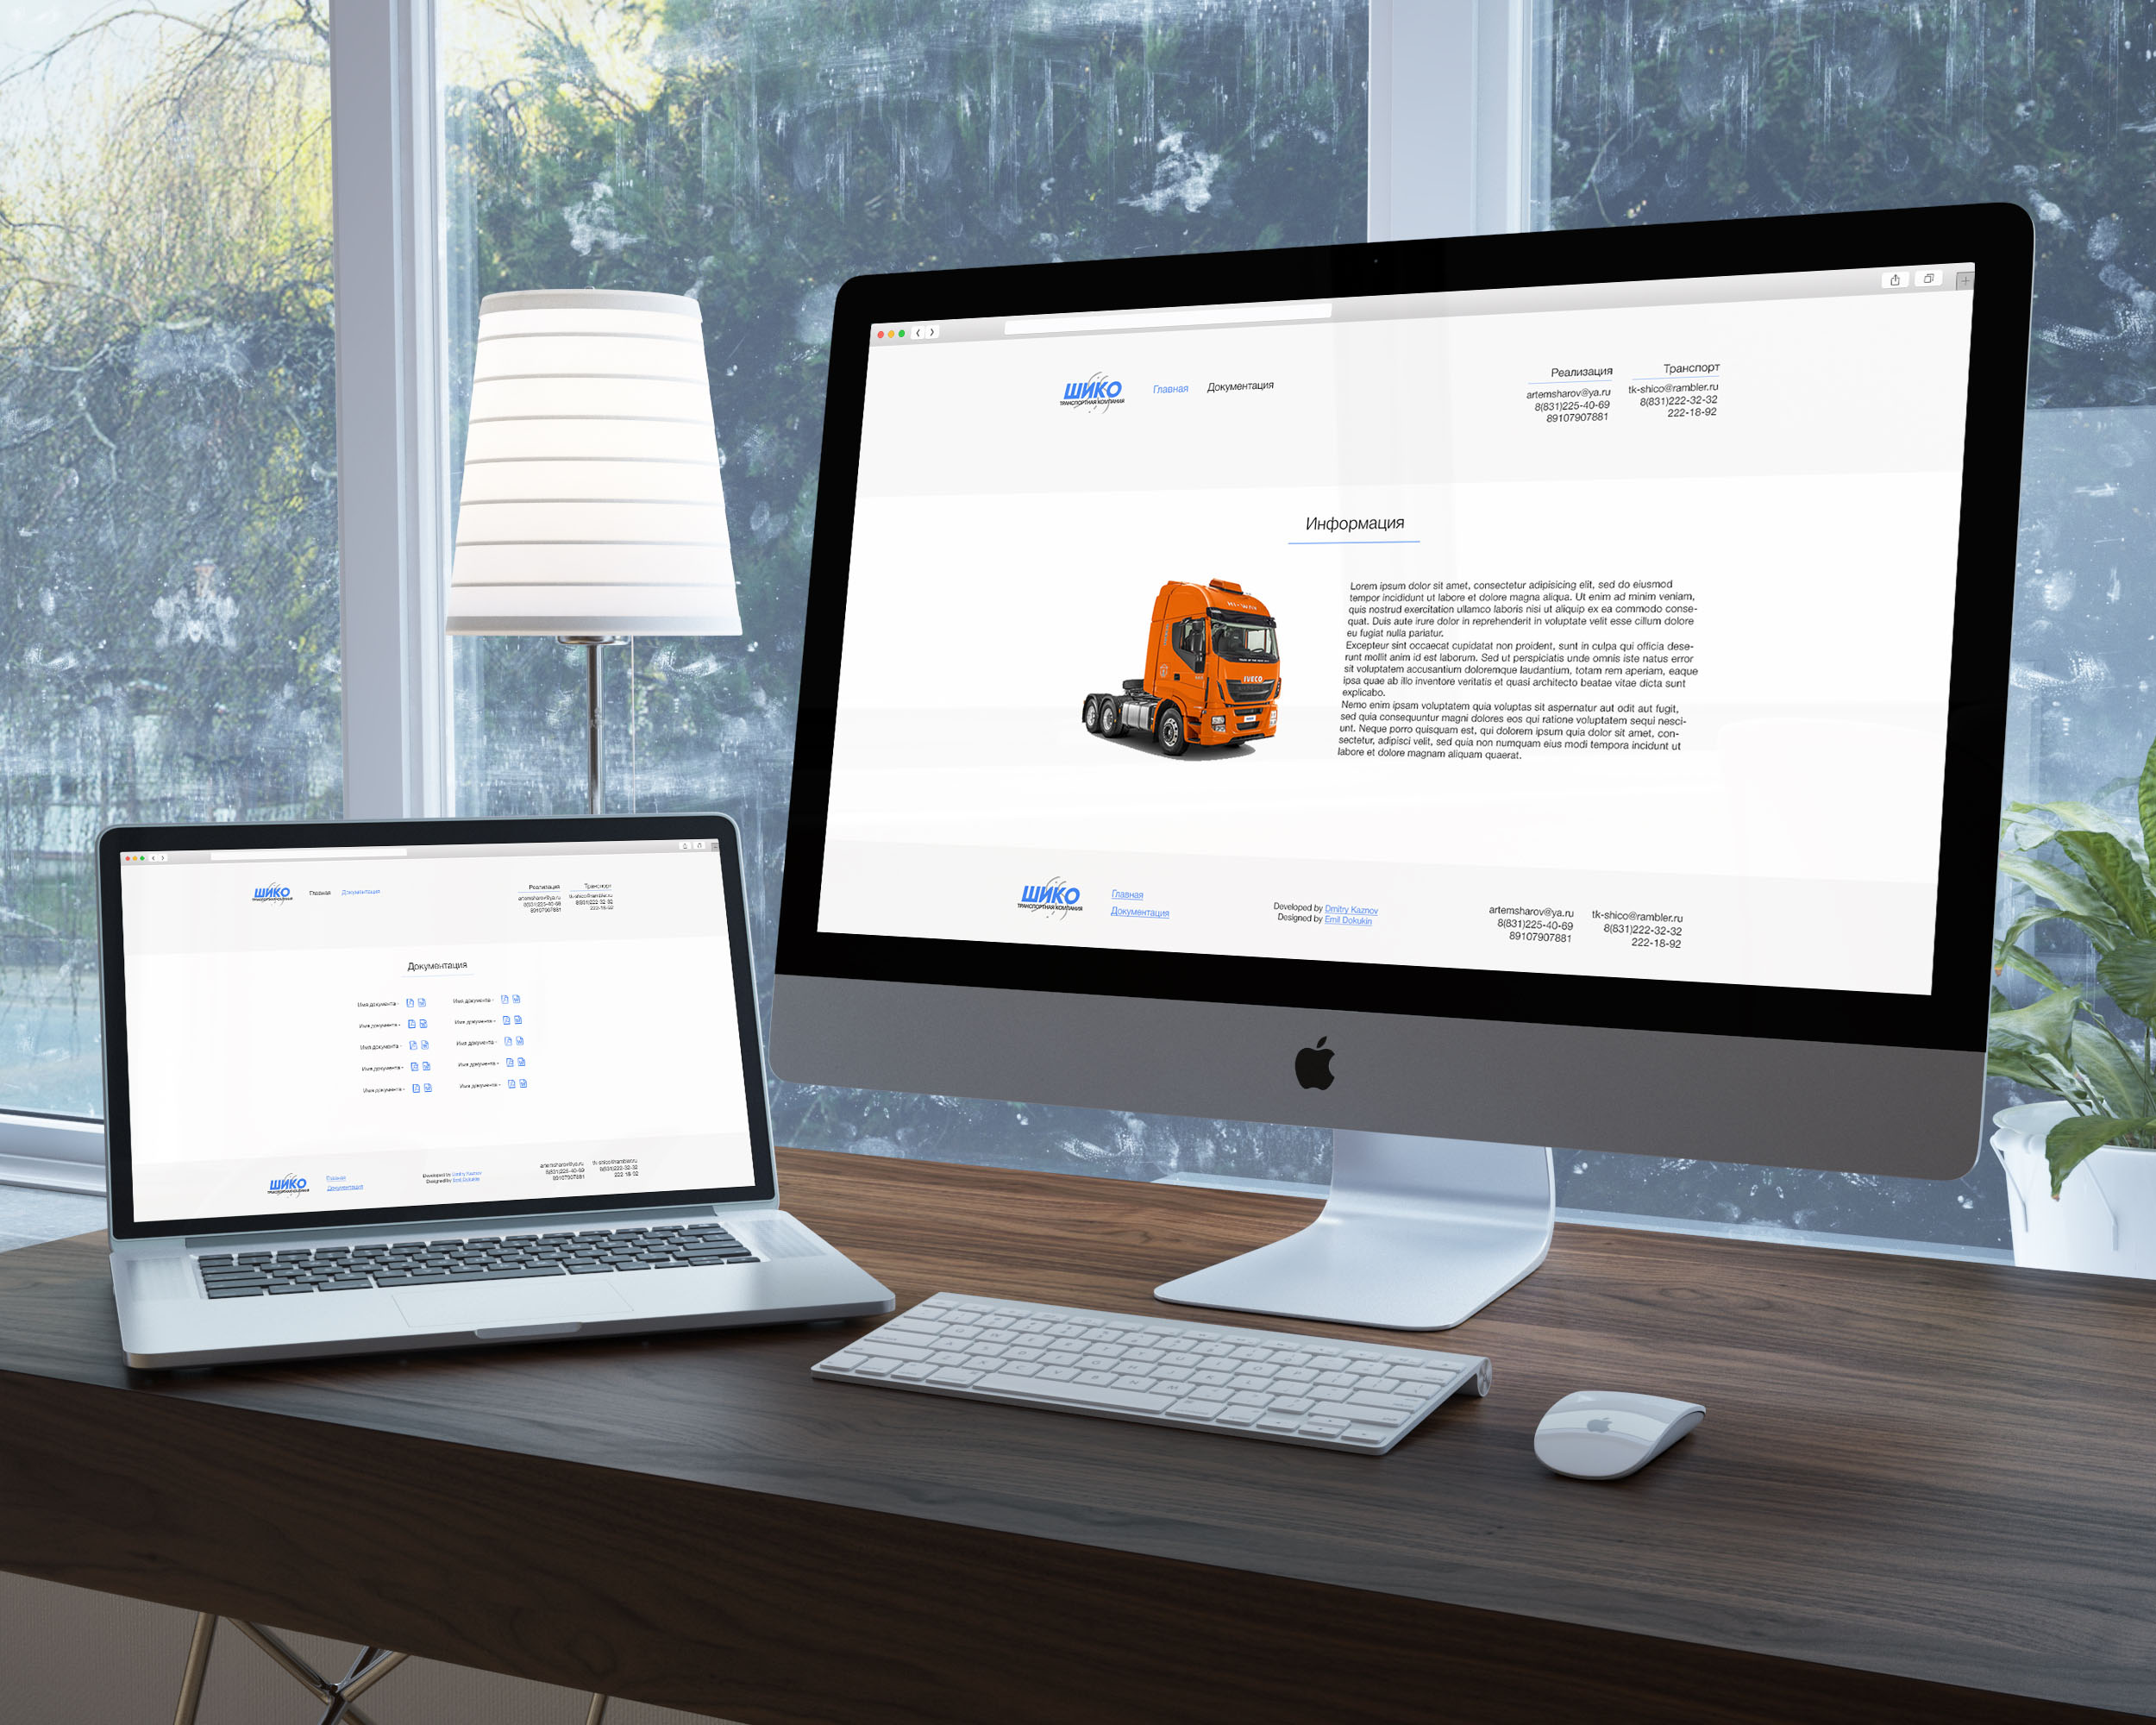 ШИКО
ТРАНСПОРТНАЯ КОМПАНИЯ
Главная
Документация
Реализация
artemsharov@ya.ru
8(831)225-40-69
89107907881
Транспорт
tk-shico@rambler.ru
8(831)222-32-32
222-18-92
Информация
HI-WAY
IVECO
Lorem ipsum dolor sit amet, consectetur adipisicing elit, sed do eiusmod
tempor incididunt ut labore et dolore magna aliqua. Ut enim ad minim veniam,
quis nostrud exercitation ullamco laboris nisi ut aliquip ex ea commodo conse-
quat. Duis aute irure dolor in reprehenderit in voluptate velit esse cillum dolore
eu fugiat nulla pariatur.
Excepteur sint occaecat cupidatat non proident, sunt in culpa qui officia dese-
runt mollit anim id est laborum. Sed ut perspiciatis unde omnis iste natus error
sit voluptatem accusantium doloremque laudantium, totam rem aperiam, eaque
ipsa quae ab illo inventore veritatis et quasi architecto beatae vitae dicta sunt
explicabo.
Nemo enim ipsam voluptatem quia voluptas sit aspernatur aut odit aut fugit,
sed quia consequuntur magni dolores eos qui ratione voluptatem sequi nesci-
unt. Neque porro quisquam est, qui dolorem ipsum quia dolor sit amet, con-
sectetur, adipisci velit, sed quia non numquam eius modi tempora incidunt ut
labore et dolore magnam aliquam quaerat.
ШИКО
ТРАНСПОРТНАЯ КОМПАНИЯ
Главная
Документация
Developed by Dmitry Kaznov
Designed by Emil Dokukin
artemsharov@ya.ru
8(831)225-40-69
89107907881
tk-shico@rambler.ru
8(831)222-32-32
222-18-92
ШИКО
ТРАНСПОРТНАЯ КОМПАНИЯ
Главная
Документация
Реализация
artemsharov@ya.ru
8(831)225-40-69
89107907881
Транспорт
tk-shico@rambler.ru
8(831)222-32-32
222-18-92
Документация
Имя документа - Имя документа -
Имя документа - Имя документа -
Имя документа - Имя документа -
Имя документа - Имя документа -
Имя документа - Имя документа -
ШИКО
ТРАНСПОРТНАЯ КОМПАНИЯ
Главная
Документация
Developed by Dmitry Kaznov
Designed by Emil Dokukin
artemsharov@ya.ru
8(831)225-40-69
89107907881
tk-shico@rambler.ru
8(831)222-32-32
222-18-92